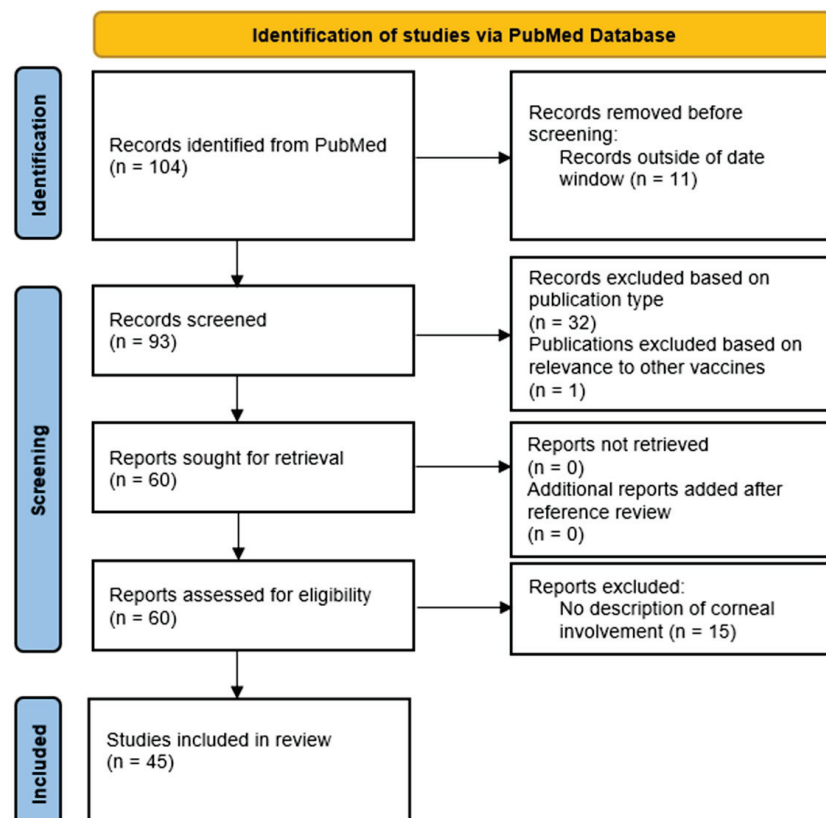 Identification of studies via PubMed Database
Identification
Records identified from PubMed
(n = 104)
Records removed before
screening:
Records outside of date
window (n = 11)
Screening
Records screened
(n = 93)
Records excluded based on
publication type
(n = 32)
Publications excluded based on
relevance to other vaccines
(n = 1)
Reports sought for retrieval
(n = 60)
Reports not retrieved
(n = 0)
Additional reports added after
reference review
(n = 0)
Reports assessed for eligibility
(n = 60)
Reports excluded:
No description of corneal
involvement (n = 15)
Included
Studies included in review
(n = 45)